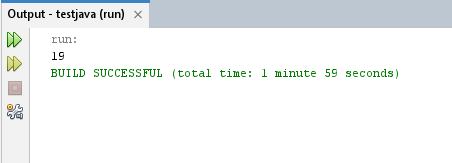 Output - testjava (run)
run:
19
BUILD SUCCESSFUL (total time: 1 minute 59 seconds)